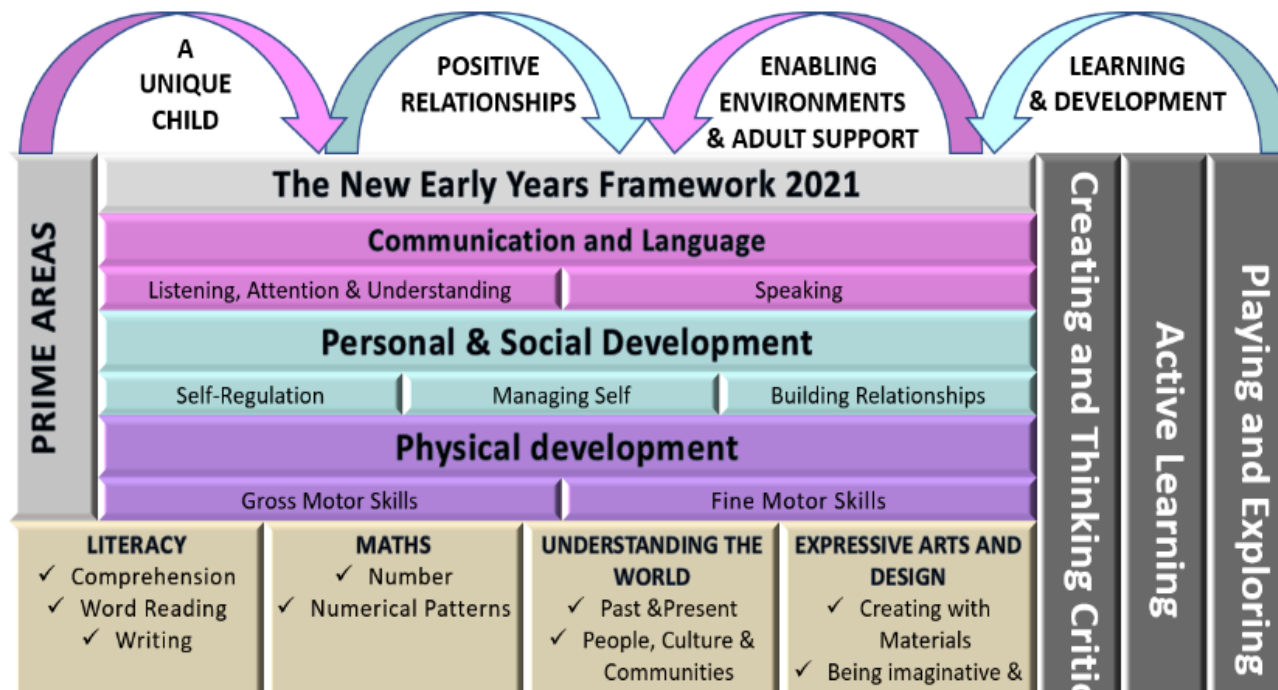 A
UNIQUE
CHILD
POSITIVE
RELATIONSHIPS
ENABLING
ENVIRONMENTS
& ADULT SUPPORT
LEARNING
& DEVELOPMENT
PRIME AREAS
The New Early Years Framework 2021
Communication and Language
Listening, Attention & Understanding
Speaking
Personal & Social Development
Self-Regulation
Managing Self
Building Relationships
Physical development
Gross Motor Skills
Fine Motor Skills
LITERACY
✓ Comprehension
✓ Word Reading
✓ Writing
MATHS
✓ Number
✓ Numerical Patterns
UNDERSTANDING THE
WORLD
✓ Past &Present
✓ People, Culture &
Communities
EXPRESSIVE ARTS AND
DESIGN
✓ Creating with
Materials
✓ Being imaginative &
Creating and Thinking
Active Learning
Playing and Exploring